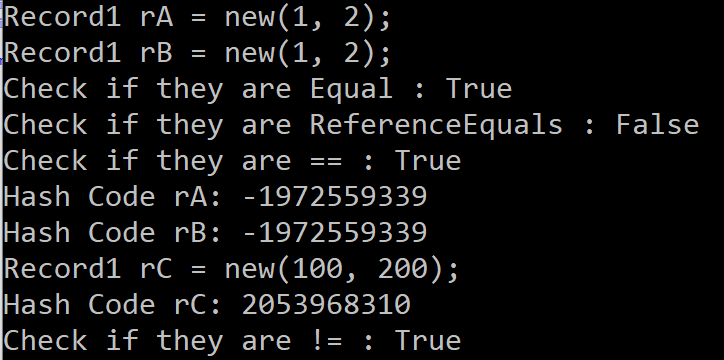 Record1 rA = new(1, 2);
Record1 rB = new(1, 2);
Check if they are Equal : True
Check if they are ReferenceEquals : False
Check if they are == : True
Hash Code rA: -1972559339
Hash Code rB: -1972559339
Record1 rC = new(100, 200);
Hash Code rC: 2053968310
Check if they are != : True